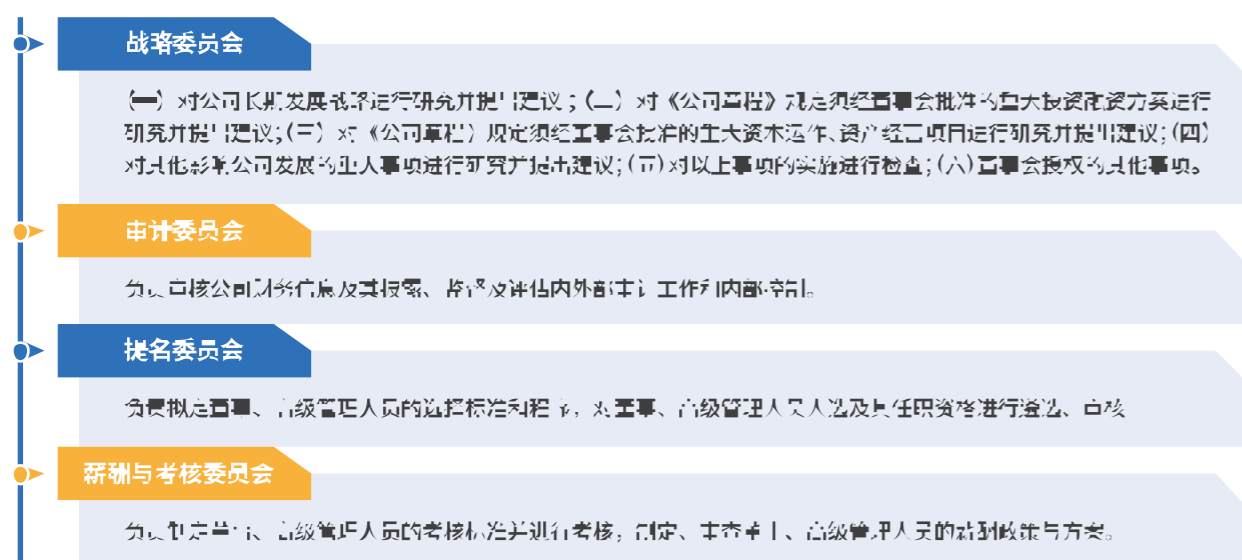 战略委员会
（一）对公司长期发展战略进行研究并提出建议；（二）对《公司章程》规定须经董事会批准的重大投资融资方案进行
研究并提出建议；（三）对《公司章程》规定须经董事会批准的重大资本运作、资产经营项目进行研究并提出建议；（四）
对其他影响公司发展的重大事项进行研究并提出建议；（五）对以上事项的实施进行检查；（六）董事会授权的其他事项。
审计委员会
负责审核公司财务信息及其披露、监督及评估内外部审计工作和内部控制。
提名委员会
负责拟定董事、高级管理人员的选择标准和程序，对董事、高级管理人员人选及其任职资格进行遴选、审核
薪酬与考核委员会
负责制定董事、高级管理人员的考核标准并进行考核，制定、审查董事、高级管理人员的薪酬政策与方案。